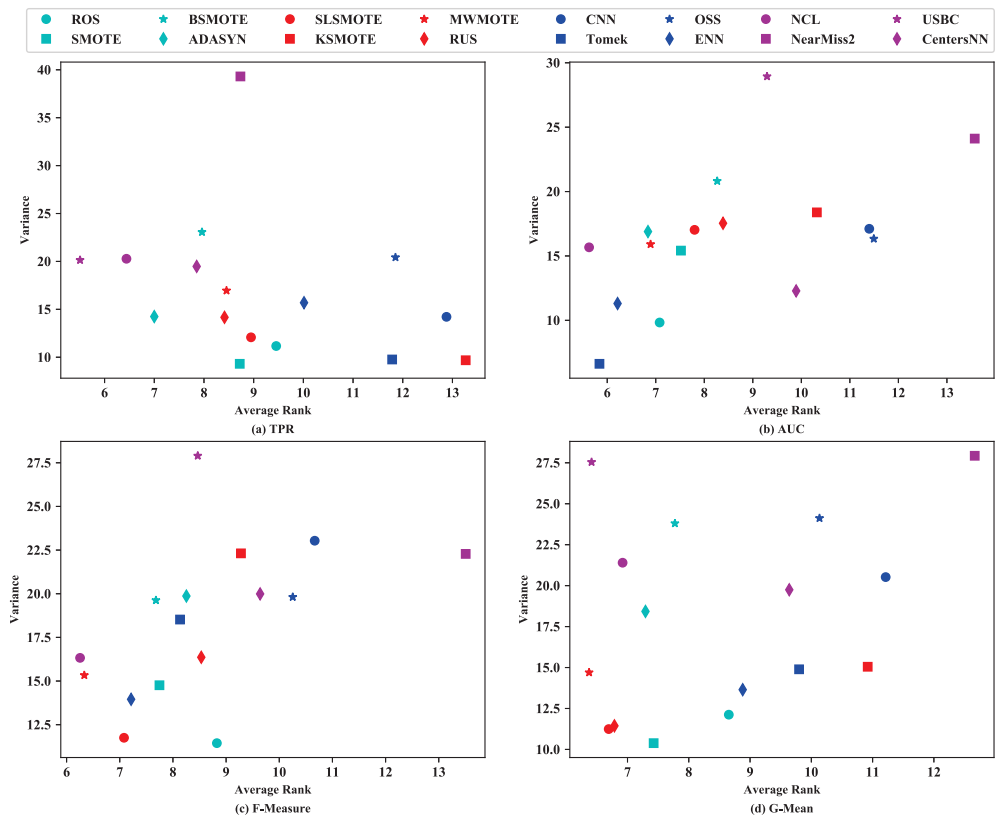 ROS BSMOTE SLSMOTE MWMOTE CNN OSS NCL USBC
SMOTE ADASYN KSMOTE RUS Tomek ENN NearMiss2 CentersNN
40
35
30
25
20
15
10
Variance
6 7 8 9 10 11 12 13
Average Rank
(a) TPR
30
25
20
15
10
Variance
6 7 8 9 10 11 12 13
Average Rank
(b) AUC
27.5
25.0
22.5
20.0
17.5
15.0
12.5
Variance
6 7 8 9 10 11 12 13
Average Rank
(c) F-Measure
27.5
25.0
22.5
20.0
17.5
15.0
12.5
10.0
Variance
7 8 9 10 11 12
Average Rank
(d) G-Mean